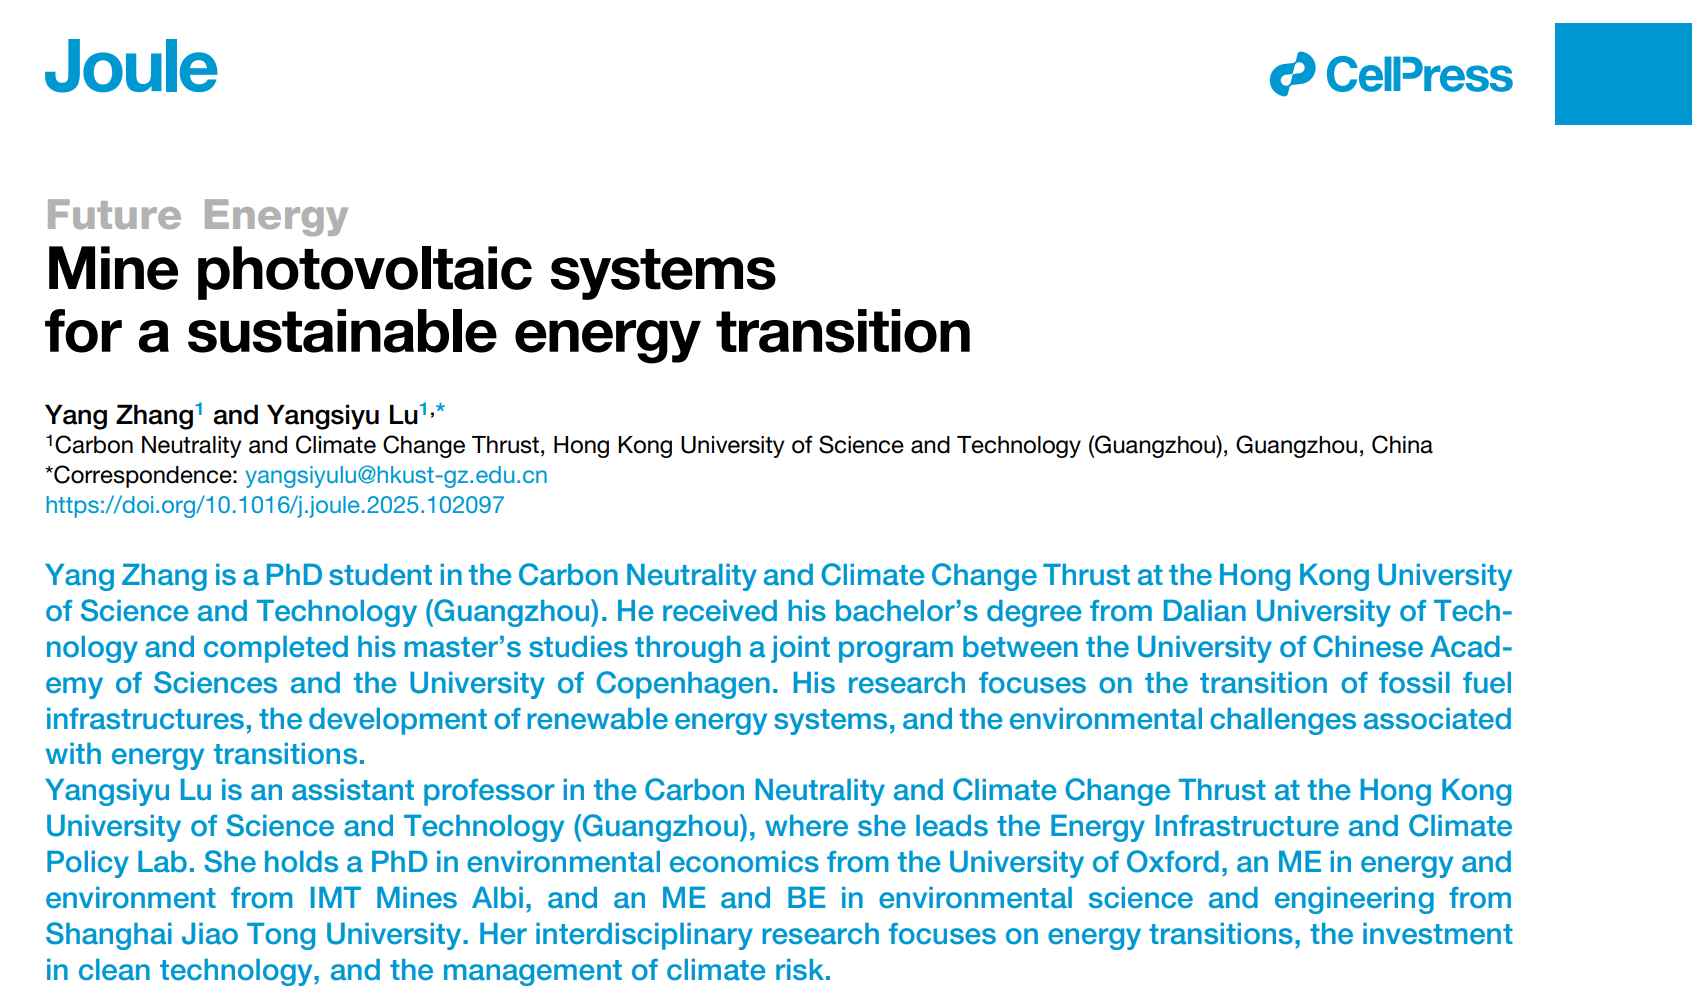 Joule
CellPress
Future Energy
Mine photovoltaic systems
for a sustainable energy transition
Yang Zhang1 and Yangsiyu Lu1,*
1Carbon Neutrality and Climate Change Thrust, Hong Kong University of Science and Technology (Guangzhou), Guangzhou, China
*Correspondence: yangsiyulu@hkust-gz.edu.cn
https://doi.org/10.1016/j.joule.2025.102097
Yang Zhang is a PhD student in the Carbon Neutrality and Climate Change Thrust at the Hong Kong University
of Science and Technology (Guangzhou). He received his bachelor’s degree from Dalian University of Tech-
nology and completed his master’s studies through a joint program between the University of Chinese Acad-
emy of Sciences and the University of Copenhagen. His research focuses on the transition of fossil fuel
infrastructures, the development of renewable energy systems, and the environmental challenges associated
with energy transitions.
Yangsiyu Lu is an assistant professor in the Carbon Neutrality and Climate Change Thrust at the Hong Kong
University of Science and Technology (Guangzhou), where she leads the Energy Infrastructure and Climate
Policy Lab. She holds a PhD in environmental economics from the University of Oxford, an ME in energy and
environment from IMT Mines Albi, and an ME and BE in environmental science and engineering from
Shanghai Jiao Tong University. Her interdisciplinary research focuses on energy transitions, the investment
in clean technology, and the management of climate risk.